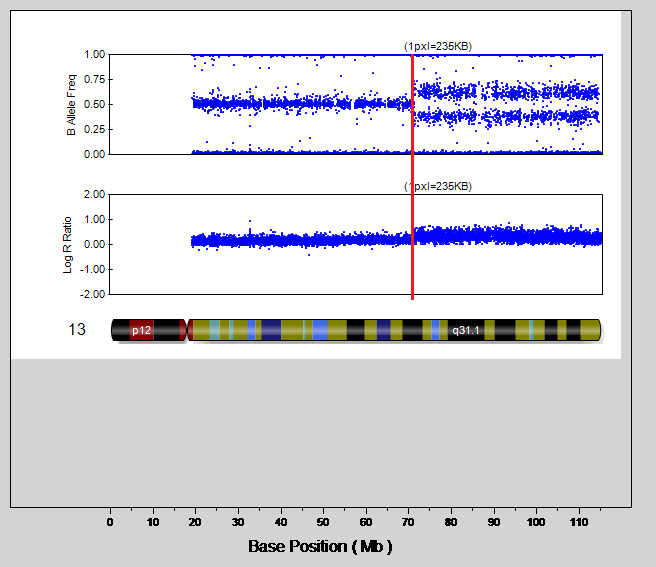 (1pxl=235KB)
1.00
0.75
0.50
0.25
0.00
B Allele Freq
(1pxl=235KB)
2.00
1.00
0.00
-1.00
-2.00
Log R Ratio
13
p12
q31.1
0 10 20 30 40 50 60 70 80 90 100 110
Base Position ( Mb )